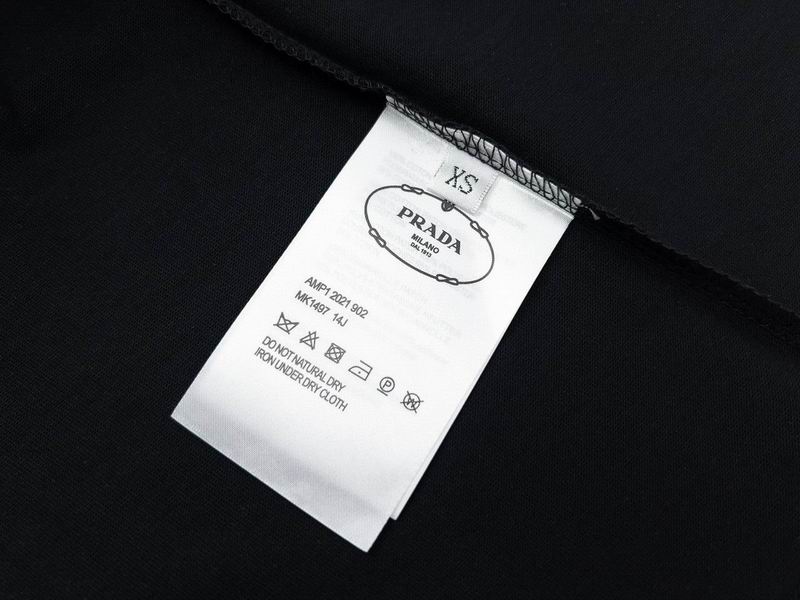 XS
PRADA
MILANO
DAL 1913
AMP1 2021 902
MK1497 14J
P
W
DO NOT NATURAL DRY
IRON UNDER DRY CLOTH